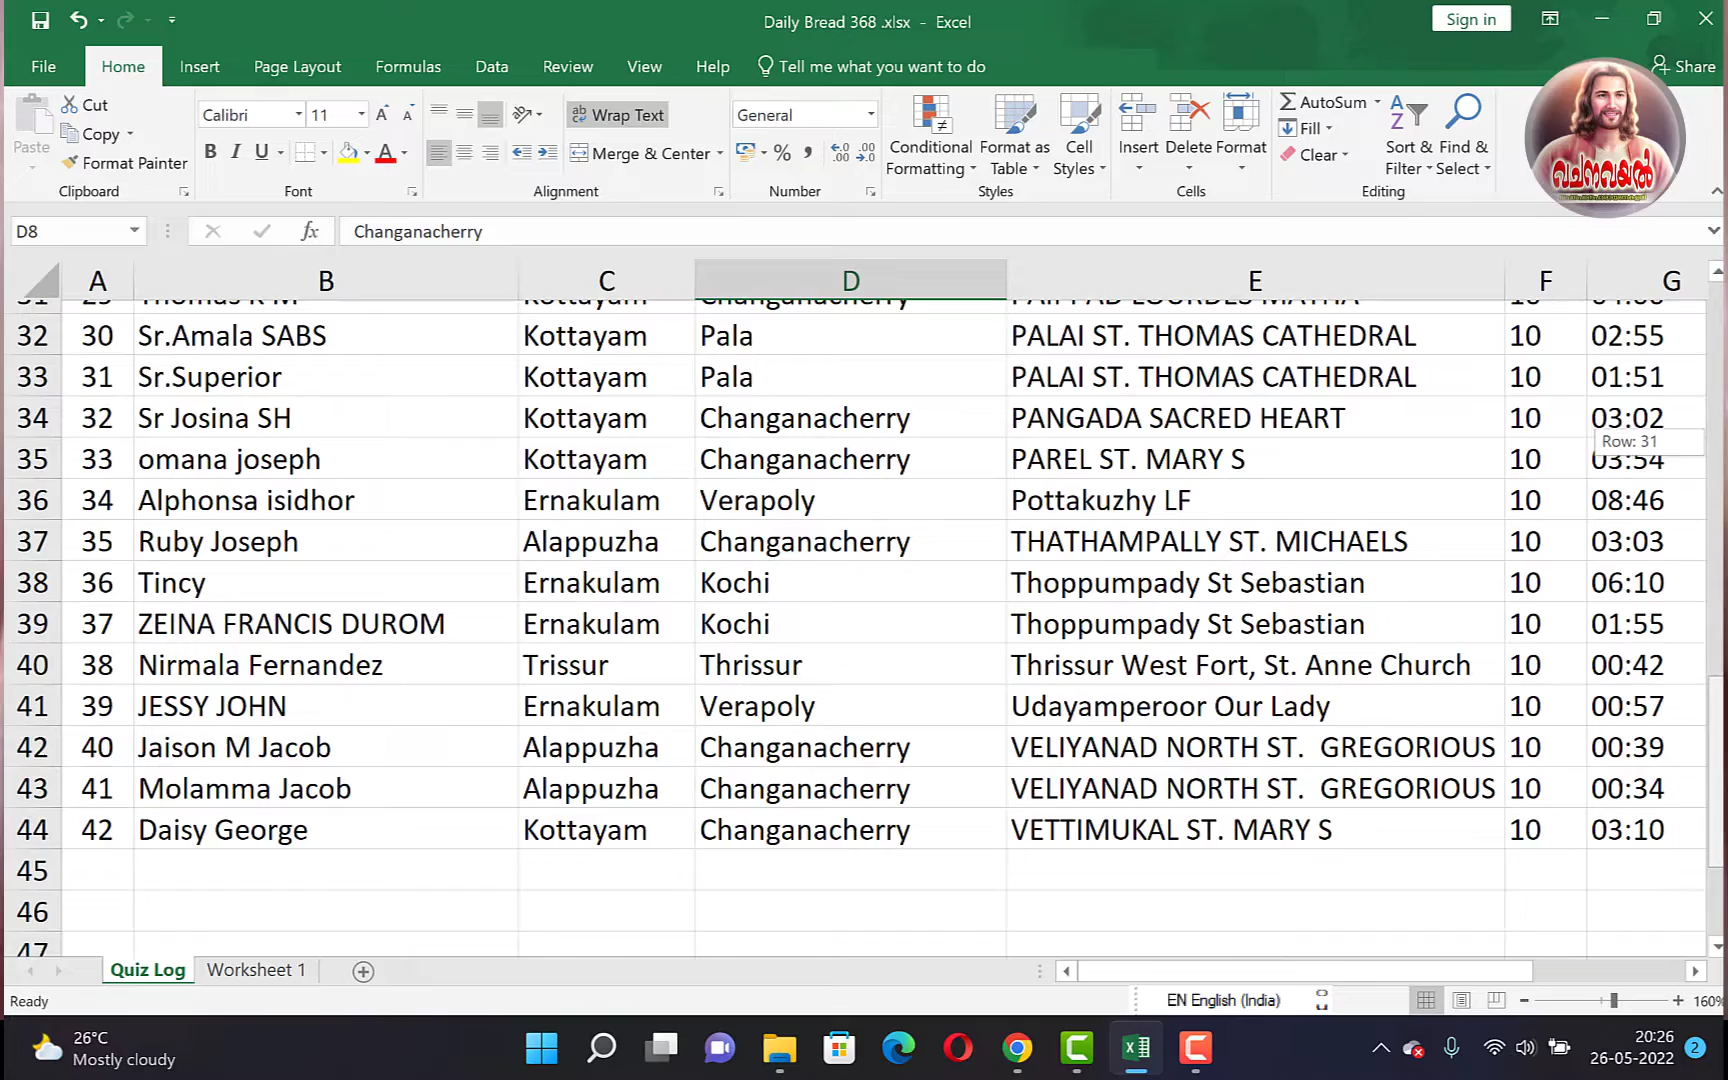 Daily Bread 368 .xlsx - Excel
Sign in
File Home Insert Page Layout Formulas Data Review View Help Tell me what you want to do Share
Paste
Cut
Copy
Format Painter
Clipboard
Calibri 11
B I U
Font
Wrap Text
Merge & Center
Alignment
General
Number
Conditional Formatting
Format as Table
Cell Styles
Styles
Insert Delete Format
Cells
AutoSum
Fill
Clear
Sort & Filter
Find & Select
Editing
വചനവയൽ
D8 fx Changanacherry
A B C D E F G
32 30 Sr.Amala SABS Kottayam Pala PALAI ST. THOMAS CATHEDRAL 10 02:55
33 31 Sr.Superior Kottayam Pala PALAI ST. THOMAS CATHEDRAL 10 01:51
34 32 Sr Josina SH Kottayam Changanacherry PANGADA SACRED HEART 10 03:02
Row: 31
35 33 omana joseph Kottayam Changanacherry PAREL ST. MARY S 10 03:54
36 34 Alphonsa isidhor Ernakulam Verapoly Pottakuzhy LF 10 08:46
37 35 Ruby Joseph Alappuzha Changanacherry THATHAMPALLY ST. MICHAELS 10 03:03
38 36 Tincy Ernakulam Kochi Thoppumpady St Sebastian 10 06:10
39 37 ZEINA FRANCIS DUROM Ernakulam Kochi Thoppumpady St Sebastian 10 01:55
40 38 Nirmala Fernandez Trissur Thrissur Thrissur West Fort, St. Anne Church 10 00:42
41 39 JESSY JOHN Ernakulam Verapoly Udayamperoor Our Lady 10 00:57
42 40 Jaison M Jacob Alappuzha Changanacherry VELIYANAD NORTH ST.  GREGORIOUS 10 00:39
43 41 Molamma Jacob Alappuzha Changanacherry VELIYANAD NORTH ST.  GREGORIOUS 10 00:34
44 42 Daisy George Kottayam Changanacherry VETTIMUKAL ST. MARY S 10 03:10
45
46
47
Quiz Log Worksheet 1
Ready
EN English (India)
160%
26°C
Mostly cloudy
20:26
26-05-2022
2